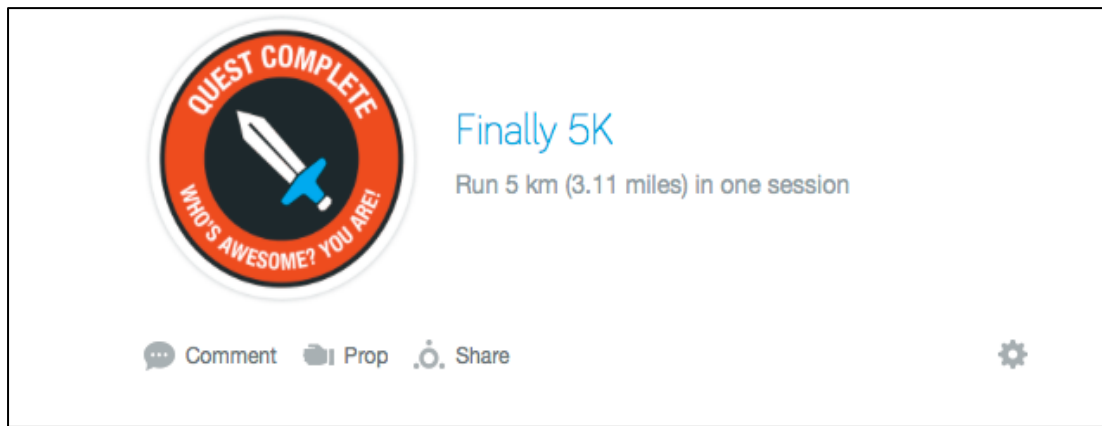 QUEST COMPLETE
WHO'S AWESOME? YOU ARE!
Finally 5K
Run 5 km (3.11 miles) in one session
Comment Prop Share